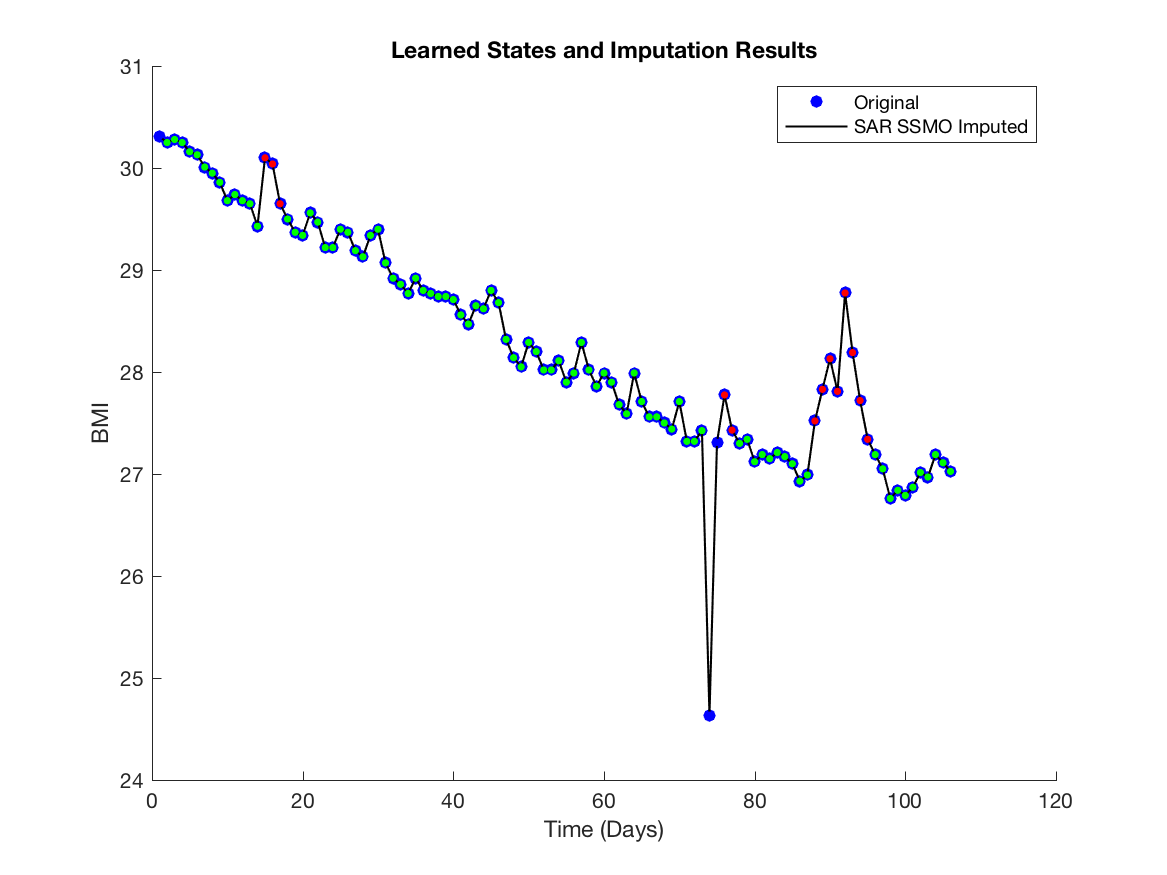 Learned States and Imputation Results
Original
SAR SSMO Imputed
BMI
31
30
29
28
27
26
25
24
0 20 40 60 80 100 120
Time (Days)